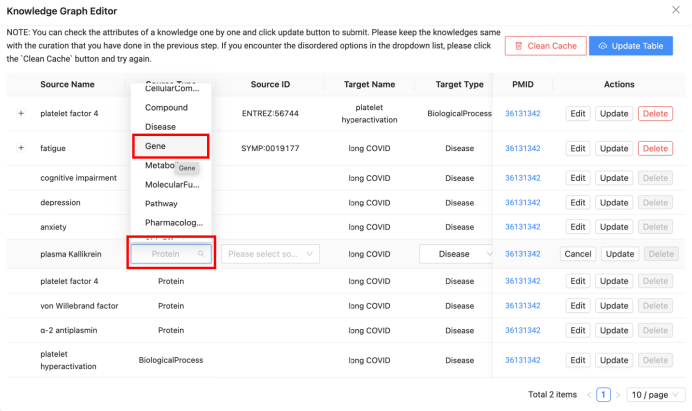 Knowledge Graph Editor
NOTE: You can check the attributes of a knowledge one by one and click update button to submit. Please keep the knowledges same
with the curation that you have done in the previous step. If you encounter the disordered options in the dropdown list, please click
the `Clean Cache` button and try again.
Clean Cache
Update Table
Source Name Source Type Source ID Target Name Target Type PMID Actions
CellularCom...
Compound
Disease
Gene
Gene
MolecularFu...
Pathway
Pharmacolog...
+ platelet factor 4 ENTREZ:56744 platelet
hyperactivation BiologicalProcess 36131342 Edit Update Delete
+ fatigue SYMP:0019177 long COVID Disease 36131342 Edit Update Delete
cognitive impairment long COVID Disease 36131342 Edit Update Delete
depression long COVID Disease 36131342 Edit Update Delete
anxiety long COVID Disease 36131342 Edit Update Delete
plasma Kallikrein Protein Please select so... long COVID Disease 36131342 Cancel Update Delete
platelet factor 4 Protein long COVID Disease 36131342 Edit Update Delete
von Willebrand factor Protein long COVID Disease 36131342 Edit Update Delete
α-2 antiplasmin Protein long COVID Disease 36131342 Edit Update Delete
platelet
hyperactivation BiologicalProcess long COVID Disease 36131342 Edit Update Delete
Total 2 items < 1 > 10 / page